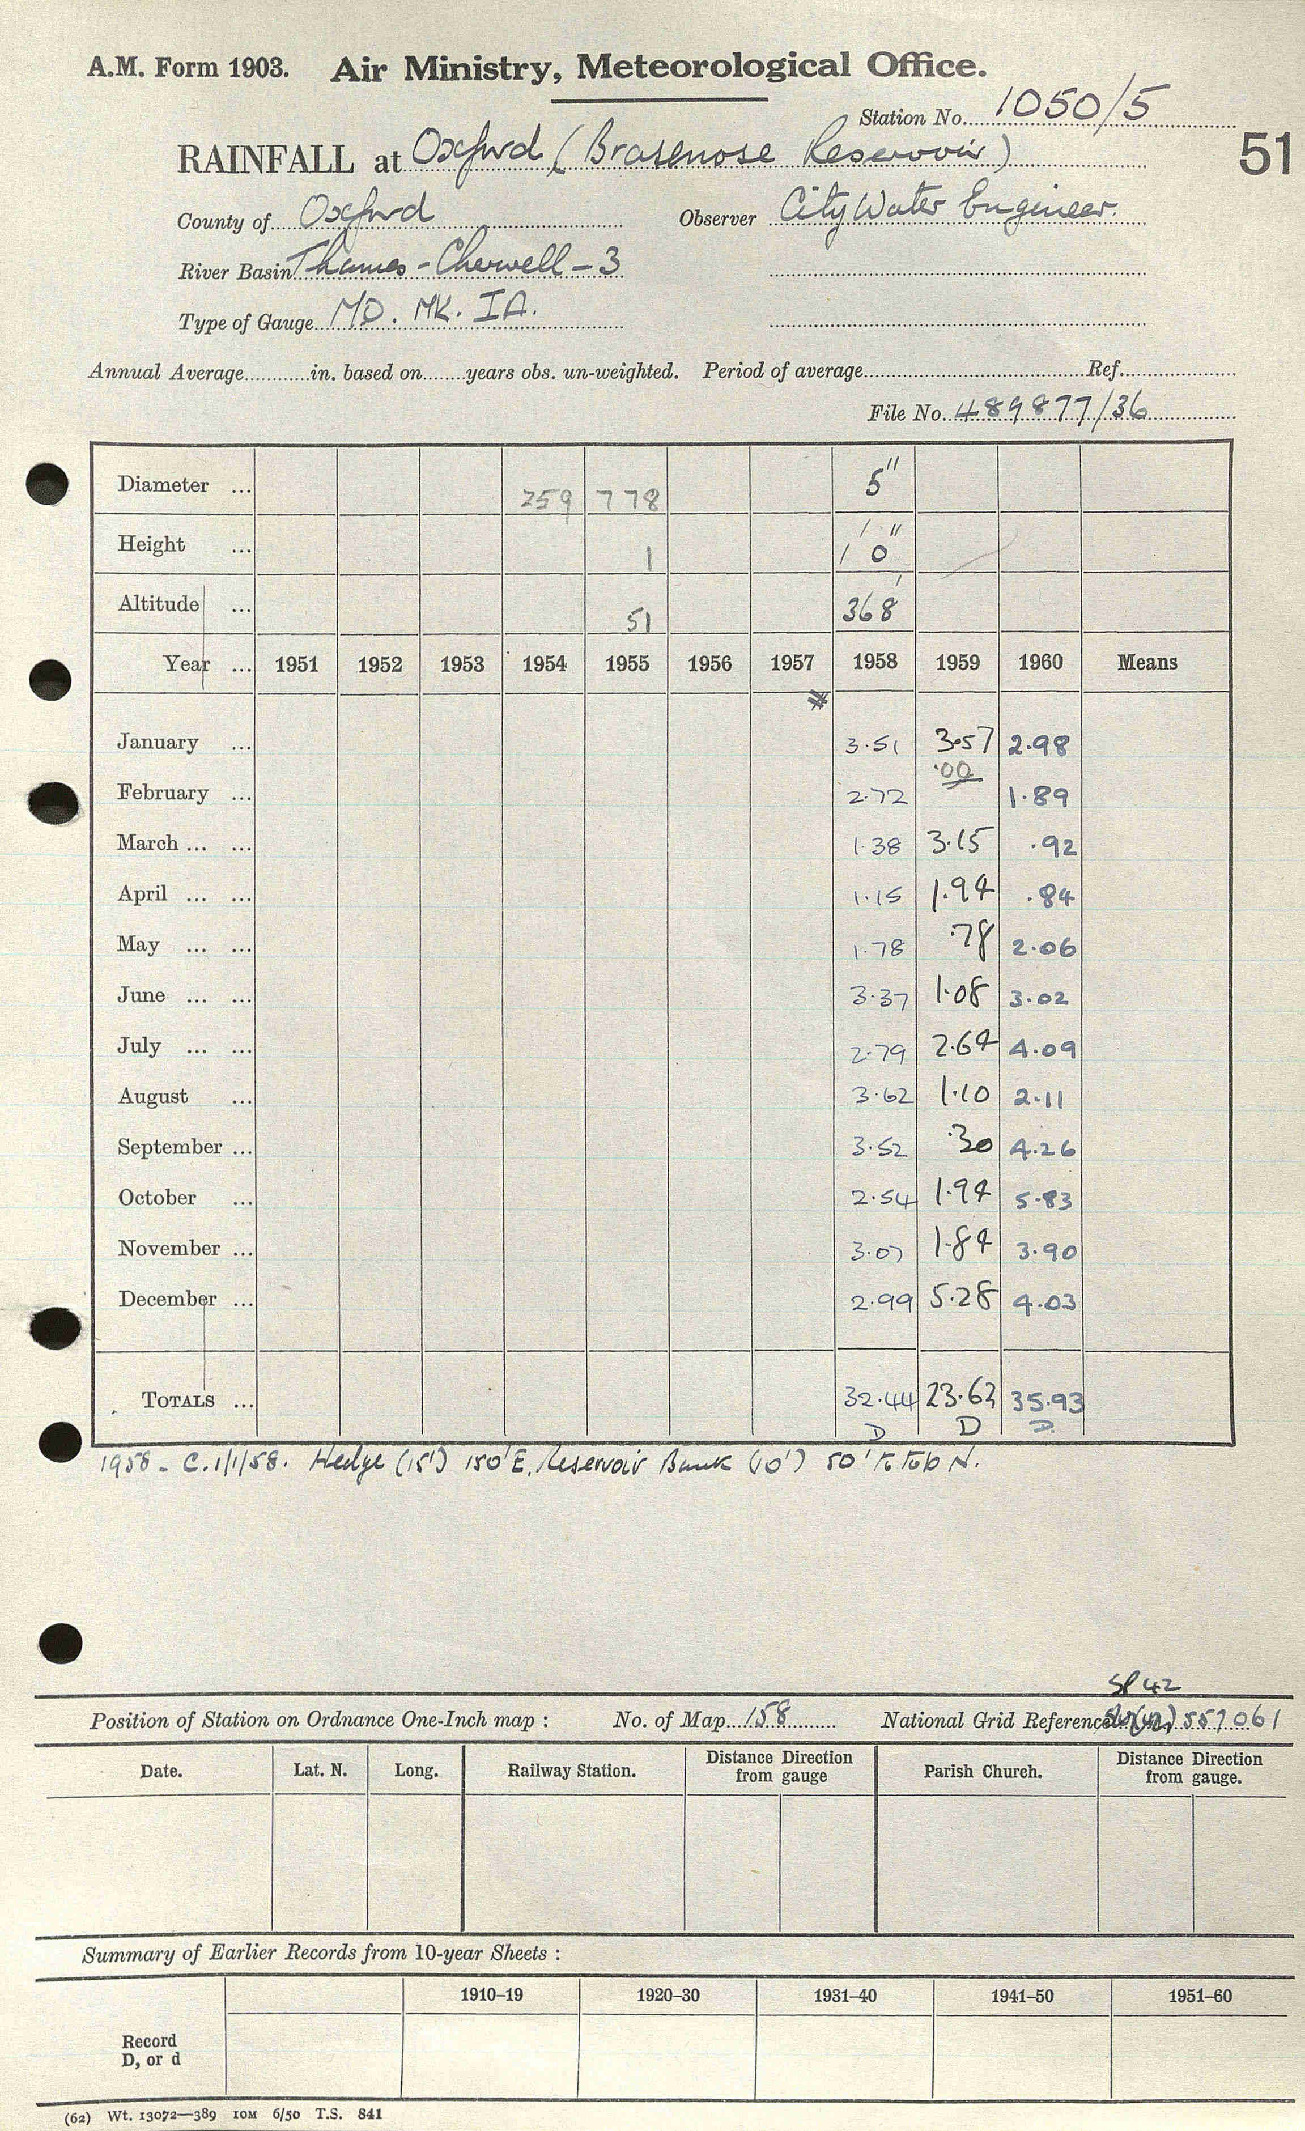 A.M. Form 1903. Air Ministry, Meteorological Office.
Station No. 1050/5
RAINFALL at Oxford (Brasenose Reservoir)
51
County of Oxford Observer City Water Engineer.
River Basin Thames - Cherwell - 3
Type of Gauge MO. MK. IA.
Annual Average in. based on years obs. un-weighted. Period of average Ref.
File No. 489877/36
Diameter ... 259 778 5"
Height ... 1 1' 0"
Altitude ... 51 368'
Year ... 1951 1952 1953 1954 1955 1956 1957 1958 1959 1960 Means
January ... 3.51 3.57 2.98
February ... 2.72 .00 1.89
March ... ... 1.38 3.15 .92
April ... ... 1.15 1.94 .84
May ... ... 1.78 .78 2.06
June ... ... 3.37 1.08 3.02
July ... ... 2.79 2.64 4.09
August ... 3.62 1.10 2.11
September ... 3.52 .30 4.26
October ... 2.54 1.94 5.83
November ... 3.07 1.84 3.90
December ... 2.99 5.28 4.03
TOTALS ... 32.44 23.62 35.93
D D D
1958 - C.1/1/58. Hedge (15') 150'E, Reservoir Bank (10') 50' to N.
SP 42
Position of Station on Ordnance One-Inch map : No. of Map 158 National Grid Reference 557061
Date. Lat. N. Long. Railway Station. Distance Direction from gauge Parish Church. Distance Direction from gauge.
Summary of Earlier Records from 10-year Sheets :
1910-19 1920-30 1931-40 1941-50 1951-60
Record
D, or d
(62) Wt. 13072—389 10M 6/50 T.S. 841